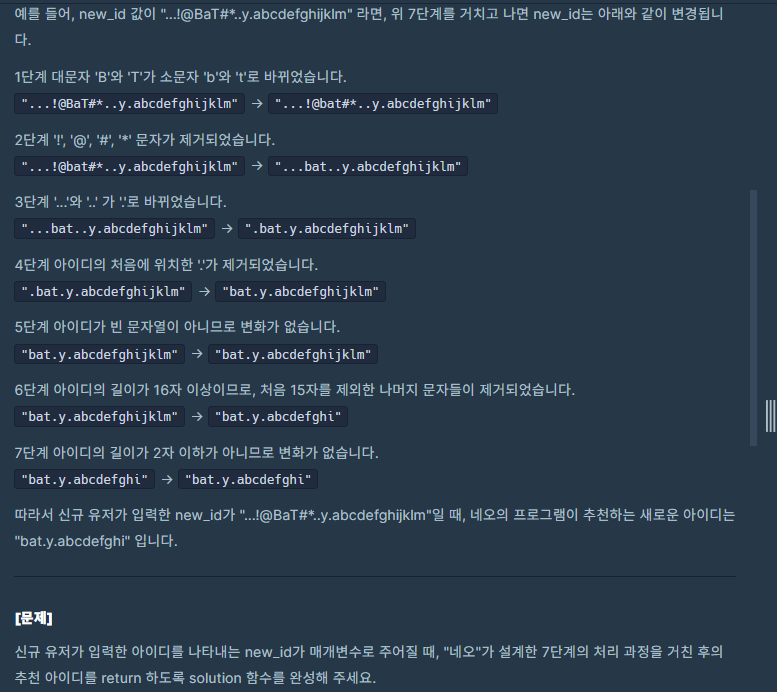 예를 들어, new_id 값이 "...!@BaT#*..y.abcdefghijklm" 라면, 위 7단계를 거치고 나면 new_id는 아래와 같이 변경됩니
다.
1단계 대문자 'B'와 'T'가 소문자 'b'와 't'로 바뀌었습니다.
"...!@BaT#*..y.abcdefghijklm" → "...!@bat#*..y.abcdefghijklm"
2단계 '!', '@', '#', '*' 문자가 제거되었습니다.
"...!@bat#*..y.abcdefghijklm" → "...bat..y.abcdefghijklm"
3단계 '...'와 '..' 가 '.'로 바뀌었습니다.
"...bat..y.abcdefghijklm" → ".bat.y.abcdefghijklm"
4단계 아이디의 처음에 위치한 '.'가 제거되었습니다.
".bat.y.abcdefghijklm" → "bat.y.abcdefghijklm"
5단계 아이디가 빈 문자열이 아니므로 변화가 없습니다.
"bat.y.abcdefghijklm" → "bat.y.abcdefghijklm"
6단계 아이디의 길이가 16자 이상이므로, 처음 15자를 제외한 나머지 문자들이 제거되었습니다.
"bat.y.abcdefghijklm" → "bat.y.abcdefghi"
7단계 아이디의 길이가 2자 이하가 아니므로 변화가 없습니다.
"bat.y.abcdefghi" → "bat.y.abcdefghi"
따라서 신규 유저가 입력한 new_id가 "...!@BaT#*..y.abcdefghijklm"일 때, 네오의 프로그램이 추천하는 새로운 아이디는
"bat.y.abcdefghi" 입니다.
[문제]
신규 유저가 입력한 아이디를 나타내는 new_id가 매개변수로 주어질 때, "네오"가 설계한 7단계의 처리 과정을 거친 후의
추천 아이디를 return 하도록 solution 함수를 완성해 주세요.